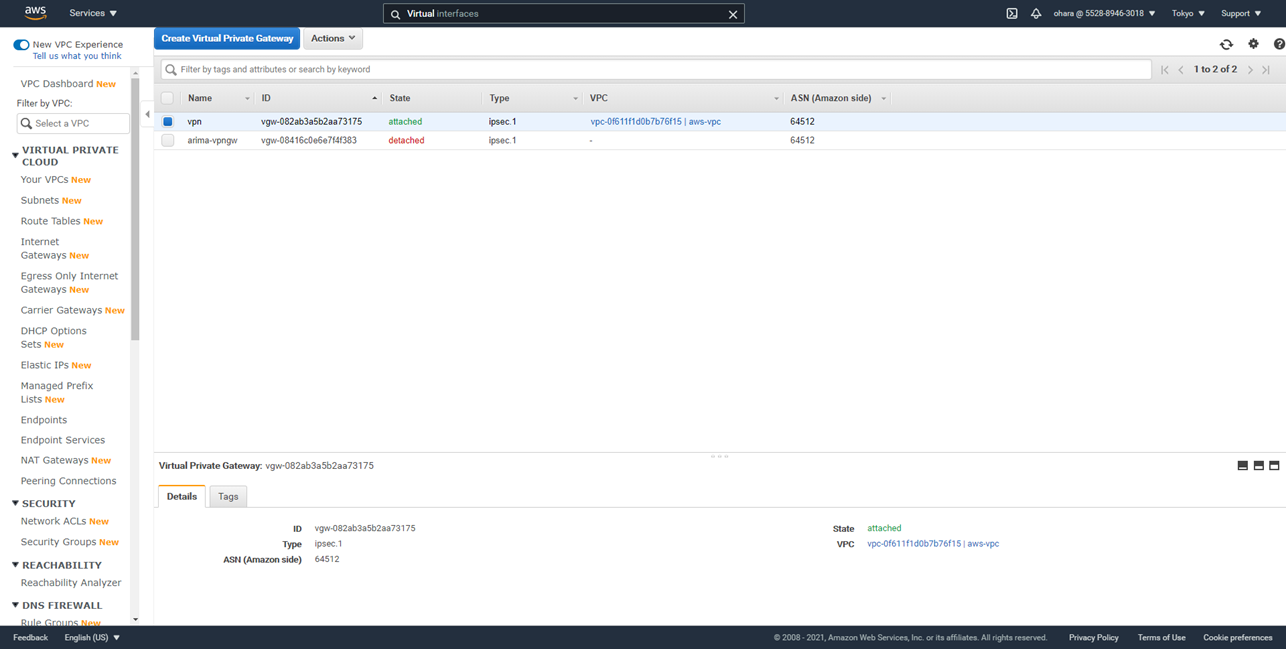 aws
Services
Virtual interfaces
ohara @ 5528-8946-3018
Tokyo
Support
New VPC Experience
Tell us what you think
VPC Dashboard New
Filter by VPC:
Select a VPC
VIRTUAL PRIVATE
CLOUD
Your VPCs New
Subnets New
Route Tables New
Internet
Gateways New
Egress Only Internet
Gateways New
Carrier Gateways New
DHCP Options
Sets New
Elastic IPs New
Managed Prefix
Lists New
Endpoints
Endpoint Services
NAT Gateways New
Peering Connections
SECURITY
Network ACLs New
Security Groups New
REACHABILITY
Reachability Analyzer
DNS FIREWALL
Rule Groups New
Create Virtual Private Gateway
Actions
Filter by tags and attributes or search by keyword
1 to 2 of 2
Name ID State Type VPC ASN (Amazon side)
vpn vgw-082ab3a5b2aa73175 attached ipsec.1 vpc-0f611f1d0b7b76f15 | aws-vpc 64512
arima-vpngw vgw-08416c0e6e7f4f383 detached ipsec.1 - 64512
Virtual Private Gateway: vgw-082ab3a5b2aa73175
Details Tags
ID vgw-082ab3a5b2aa73175
Type ipsec.1
ASN (Amazon side) 64512
State attached
VPC vpc-0f611f1d0b7b76f15 | aws-vpc
Feedback English (US)
© 2008 - 2021, Amazon Web Services, Inc. or its affiliates. All rights reserved. Privacy Policy Terms of Use Cookie preferences